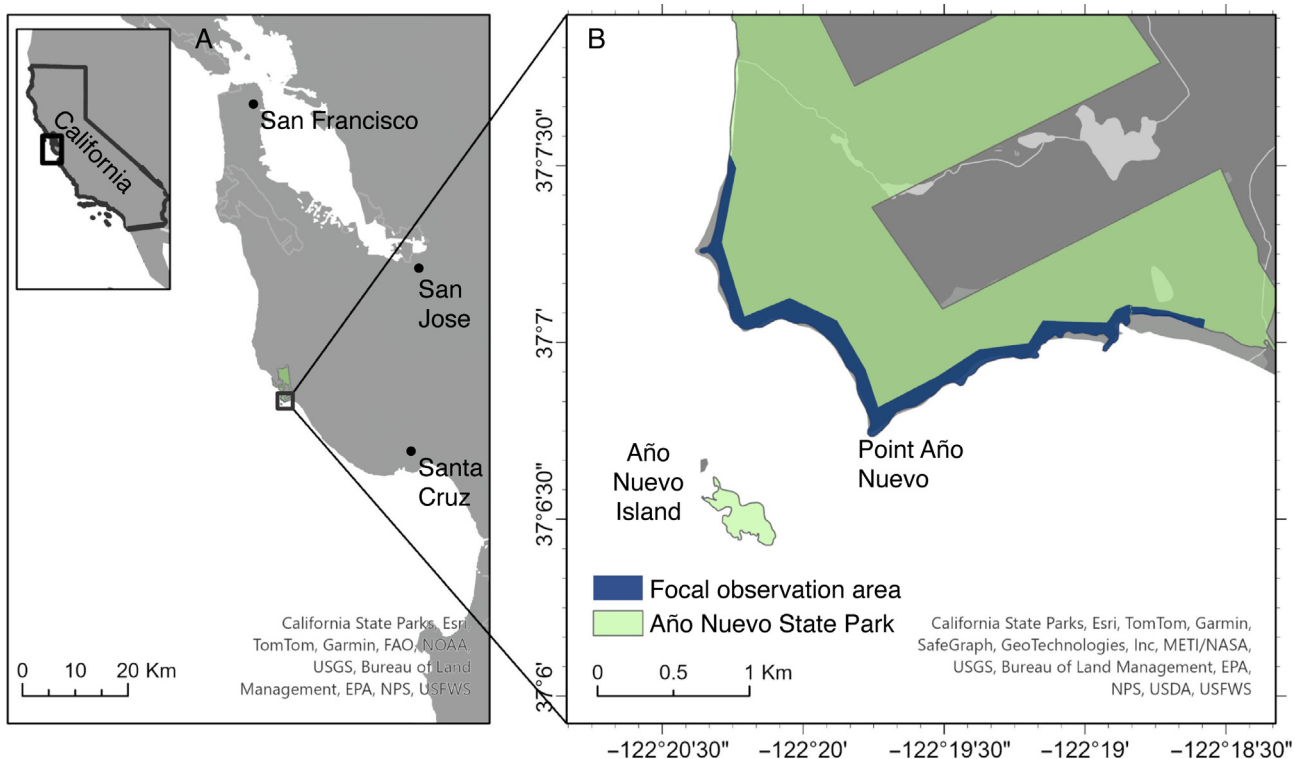 A
California
San Francisco
San
Jose
Santa
Cruz
California State Parks, Esri,
TomTom, Garmin, FAO, NOAA,
USGS, Bureau of Land
Management, EPA, NPS, USFWS
0 10 20 Km
B
37°7'30"
37°7'
37°6'30"
37°6'
Point Año
Nuevo
Año
Nuevo
Island
Focal observation area
Año Nuevo State Park
0 0.5 1 Km
California State Parks, Esri, TomTom, Garmin,
SafeGraph, GeoTechnologies, Inc, METI/NASA,
USGS, Bureau of Land Management, EPA,
NPS, USDA, USFWS
−122°20'30" −122°20' −122°19'30" −122°19' −122°18'30"